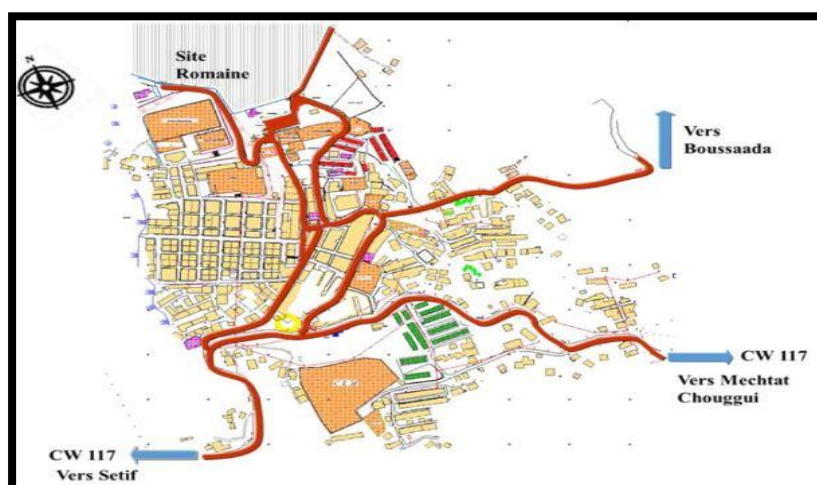 Site
Romaine
N
Vers
Boussaada
CW 117
Vers Mechtat
Chouggui
CW 117
Vers Setif